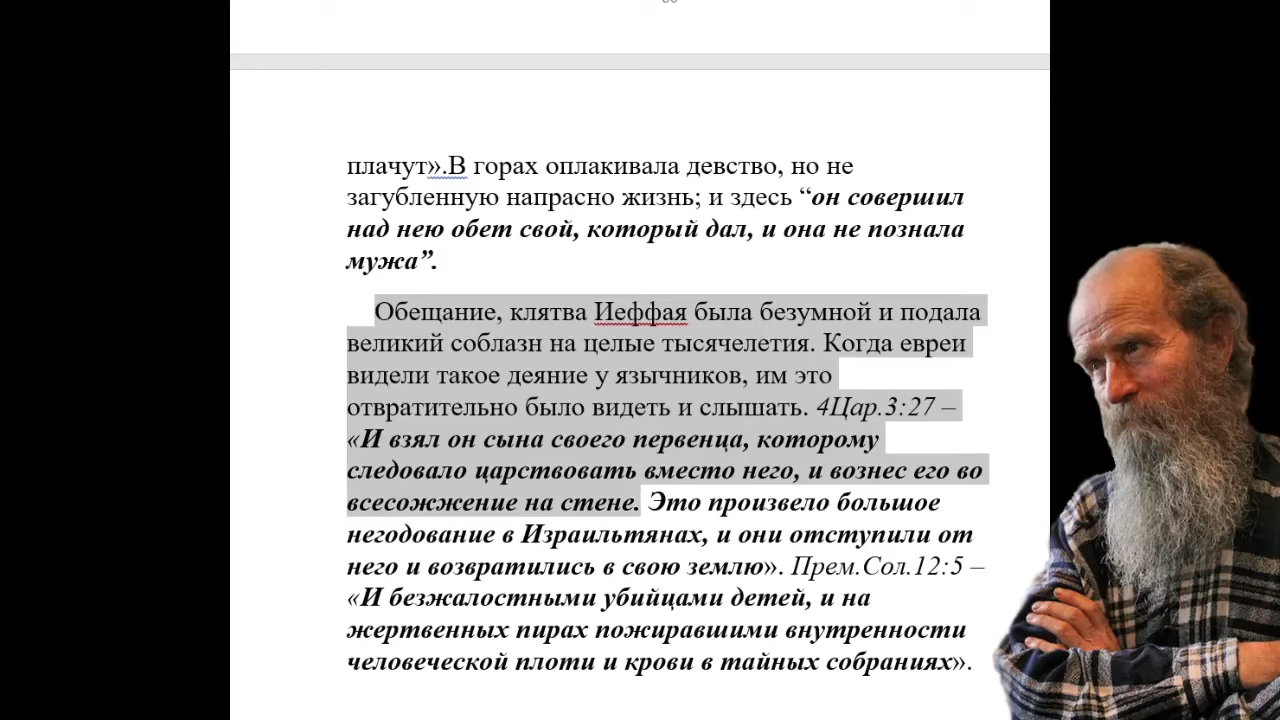 плачут».В горах оплакивала девство, но не
загубленную напрасно жизнь; и здесь “он совершил
над нею обет свой, который дал, и она не познала
мужа”.
Обещание, клятва Иеффая была безумной и подала
великий соблазн на целые тысячелетия. Когда евреи
видели такое деяние у язычников, им это
отвратительно было видеть и слышать. 4Цар.3:27 –
«И взял он сына своего первенца, которому
следовало царствовать вместо него, и вознес его во
всесожжение на стене. Это произвело большое
негодование в Израильтянах, и они отступили от
него и возвратились в свою землю». Прем.Сол.12:5 –
«И безжалостными убийцами детей, и на
жертвенных пирах пожиравшими внутренности
человеческой плоти и крови в тайных собраниях».